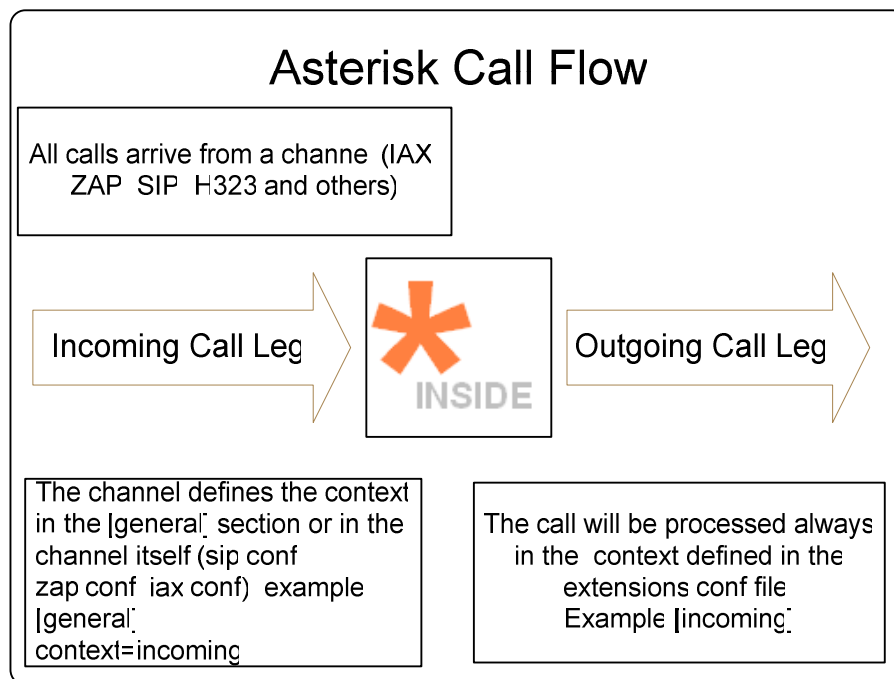 Asterisk Call Flow
All calls arrive from a channe (IAX
ZAP SIP H323 and others)
Incoming Call Leg
INSIDE
Outgoing Call Leg
The channel defines the context
in the [general] section or in the
channel itself (sip conf
zap conf iax conf) example
[general]
context=incoming
The call will be processed always
in the context defined in the
extensions conf file
Example [incoming]